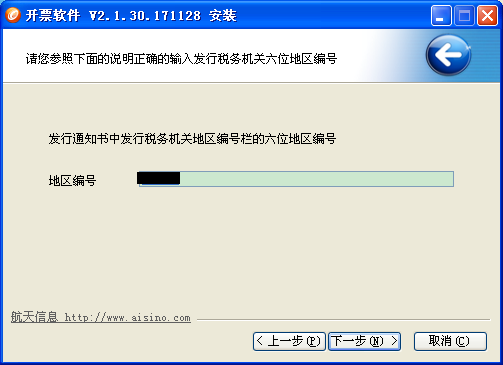 开票软件 V2.1.30.171128 安装
请您参照下面的说明正确的输入发行税务机关六位地区编号
发行通知书中发行税务机关地区编号栏的六位地区编号
地区编号
航天信息 http://www.aisino.com
< 上一步(P) 下一步(N) > 取消(C)